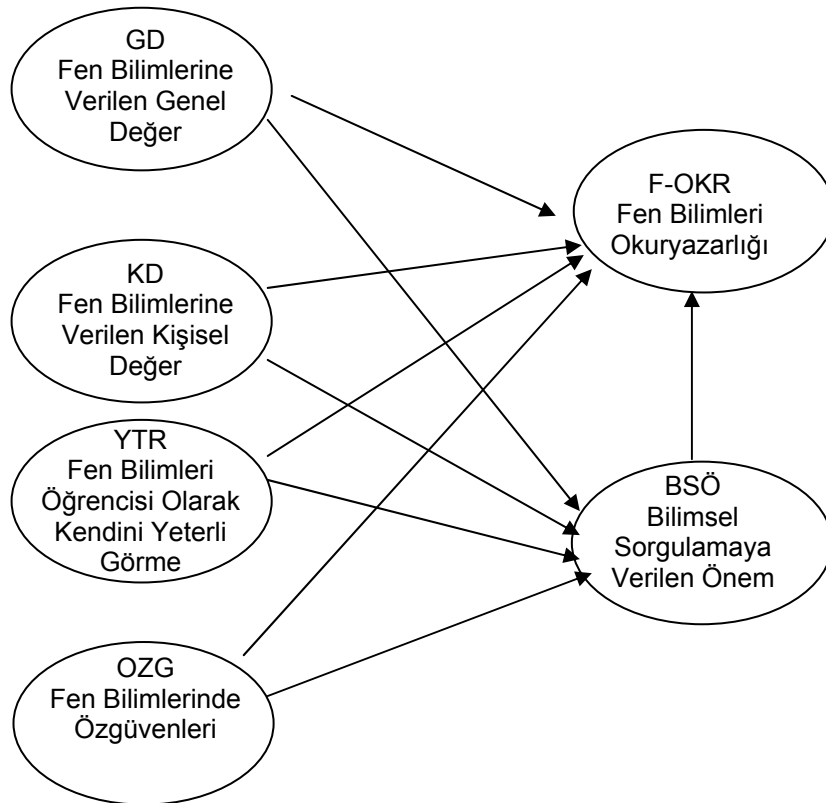 GD
Fen Bilimlerine
Verilen Genel
Değer
F-OKR
Fen Bilimleri
Okuryazarlığı
KD
Fen Bilimlerine
Verilen Kişisel
Değer
YTR
Fen Bilimleri
Öğrencisi Olarak
Kendini Yeterli
Görme
BSÖ
Bilimsel
Sorgulamaya
Verilen Önem
OZG
Fen Bilimlerinde
Özgüvenleri